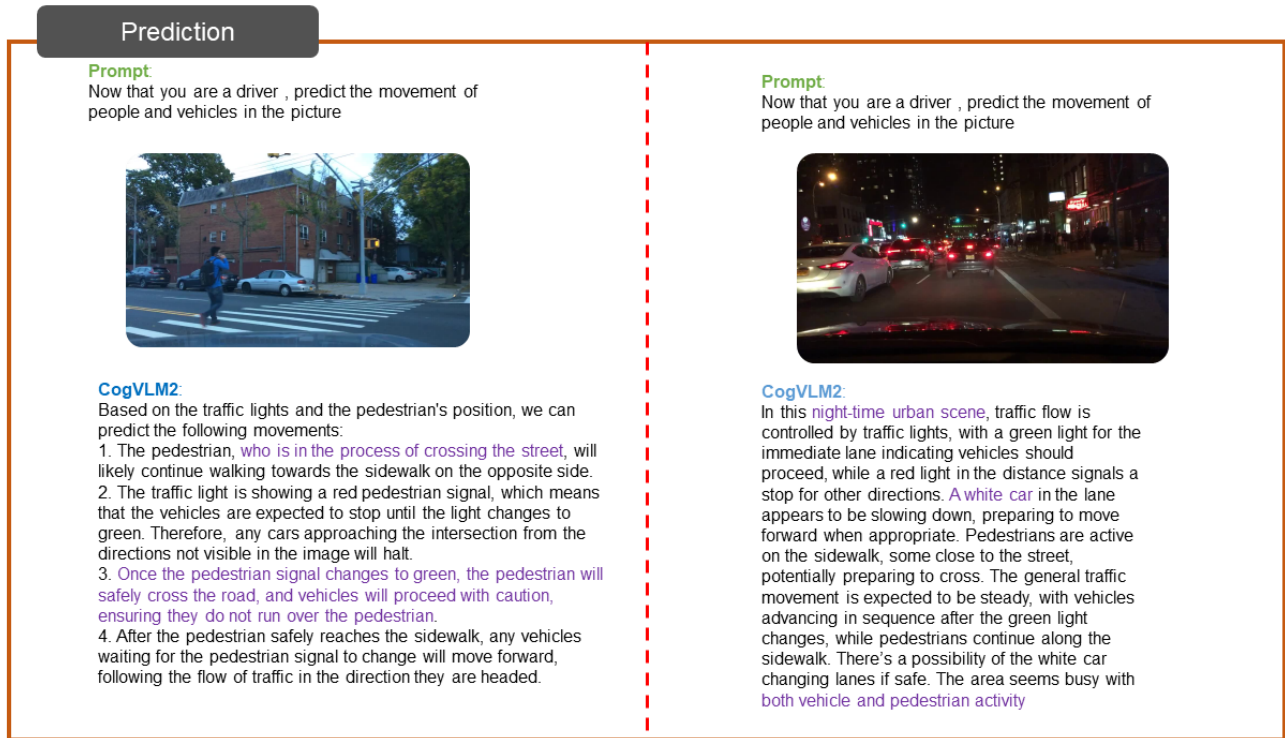 Prediction
Prompt:
Now that you are a driver , predict the movement of
people and vehicles in the picture
CogVLM2:
Based on the traffic lights and the pedestrian's position, we can
predict the following movements:
1. The pedestrian, who is in the process of crossing the street, will
likely continue walking towards the sidewalk on the opposite side.
2. The traffic light is showing a red pedestrian signal, which means
that the vehicles are expected to stop until the light changes to
green. Therefore, any cars approaching the intersection from the
directions not visible in the image will halt.
3. Once the pedestrian signal changes to green, the pedestrian will
safely cross the road, and vehicles will proceed with caution,
ensuring they do not run over the pedestrian.
4. After the pedestrian safely reaches the sidewalk, any vehicles
waiting for the pedestrian signal to change will move forward,
following the flow of traffic in the direction they are headed.
Prompt:
Now that you are a driver , predict the movement of
people and vehicles in the picture
CogVLM2:
In this night-time urban scene, traffic flow is
controlled by traffic lights, with a green light for the
immediate lane indicating vehicles should
proceed, while a red light in the distance signals a
stop for other directions. A white car in the lane
appears to be slowing down, preparing to move
forward when appropriate. Pedestrians are active
on the sidewalk, some close to the street,
potentially preparing to cross. The general traffic
movement is expected to be steady, with vehicles
advancing in sequence after the green light
changes, while pedestrians continue along the
sidewalk. There's a possibility of the white car
changing lanes if safe. The area seems busy with
both vehicle and pedestrian activity